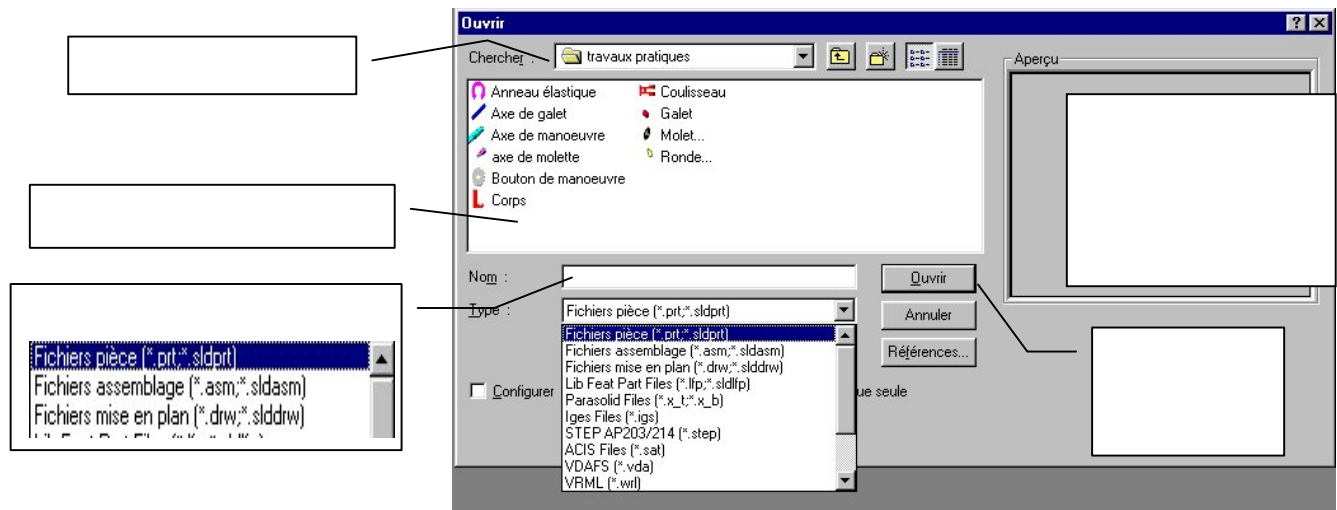 Ouvrir
Chercher :
travaux pratiques
Aperçu
Anneau élastique
Coulisseau
Axe de galet
Galet
Axe de manoeuvre
Molet...
axe de molette
Ronde...
Bouton de manoeuvre
Corps
Nom :
Ouvrir
Type :
Fichiers pièce (*.prt;*.sldprt)
Annuler
Fichiers pièce (*.prt;*.sldprt)
Fichiers assemblage (*.asm;*.sldasm)
Références...
Fichiers mise en plan (*.drw;*.slddrw)
Lib Feat Part Files (*.lfp;*.sldlfp)
Configurer
ue seule
Parasolid Files (*.x_t;*.x_b)
Iges Files (*.igs)
STEP AP203/214 (*.step)
ACIS Files (*.sat)
VDAFS (*.vda)
VRML (*.wrl)
Fichiers pièce (*.prt;*.sldprt)
Fichiers assemblage (*.asm;*.sldasm)
Fichiers mise en plan (*.drw;*.slddrw)